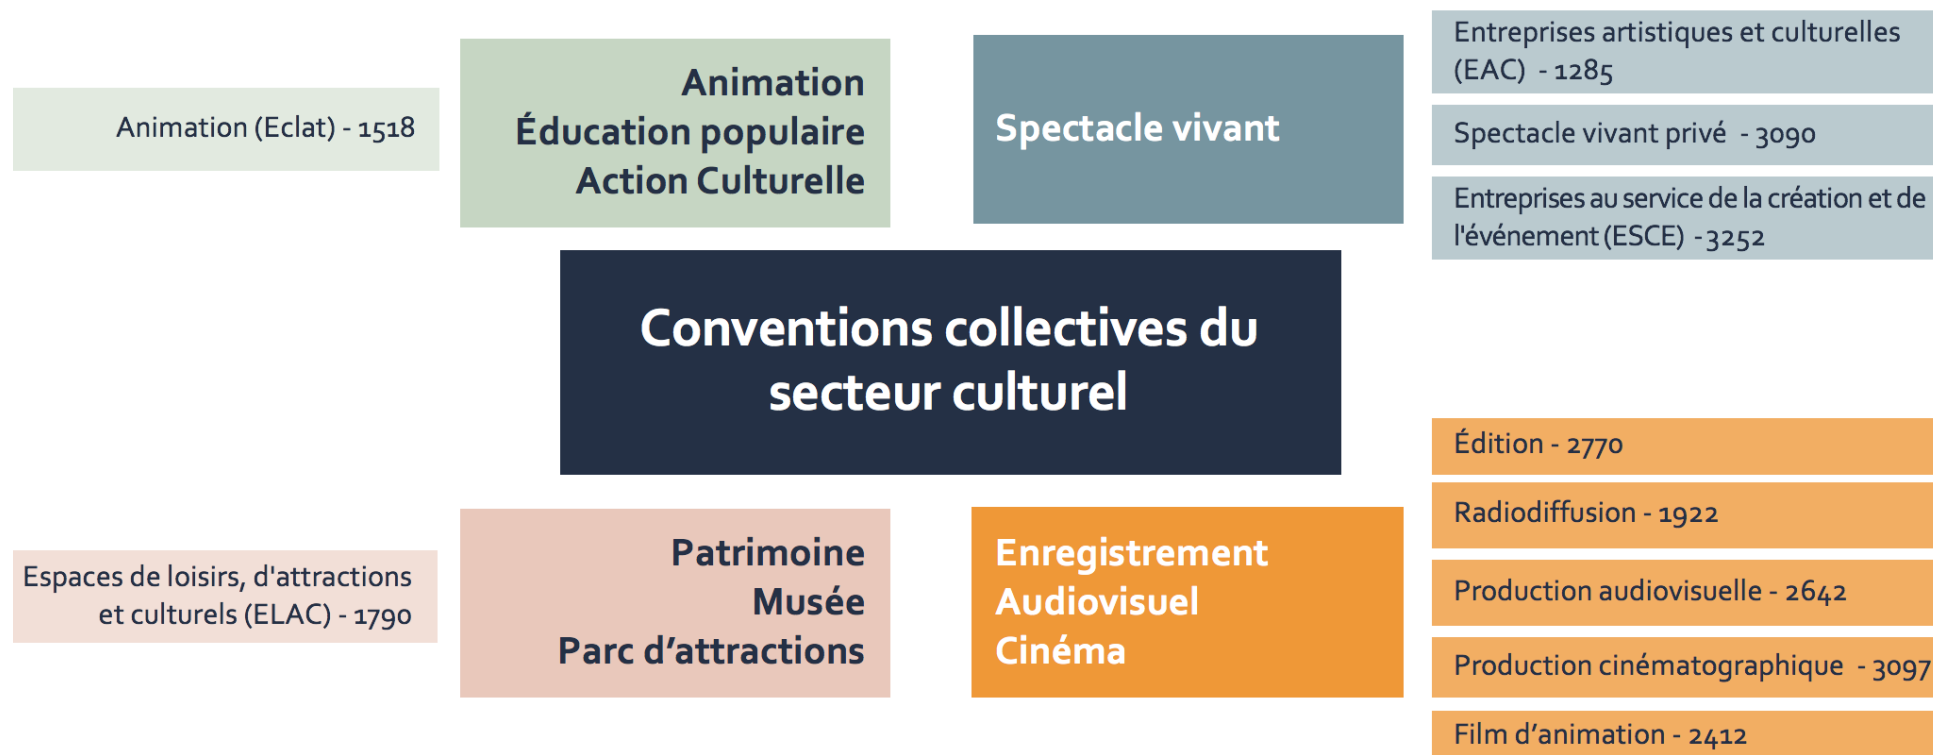 Animation (Eclat) - 1518
Animation
Éducation populaire
Action Culturelle
Spectacle vivant
Entreprises artistiques et culturelles
(EAC) - 1285
Spectacle vivant privé - 3090
Entreprises au service de la création et de
l'événement (ESCE) - 3252
Conventions collectives du
secteur culturel
Espaces de loisirs, d'attractions
et culturels (ELAC) - 1790
Patrimoine
Musée
Parc d’attractions
Enregistrement
Audiovisuel
Cinéma
Édition - 2770
Radiodiffusion - 1922
Production audiovisuelle - 2642
Production cinématographique - 3097
Film d’animation - 2412